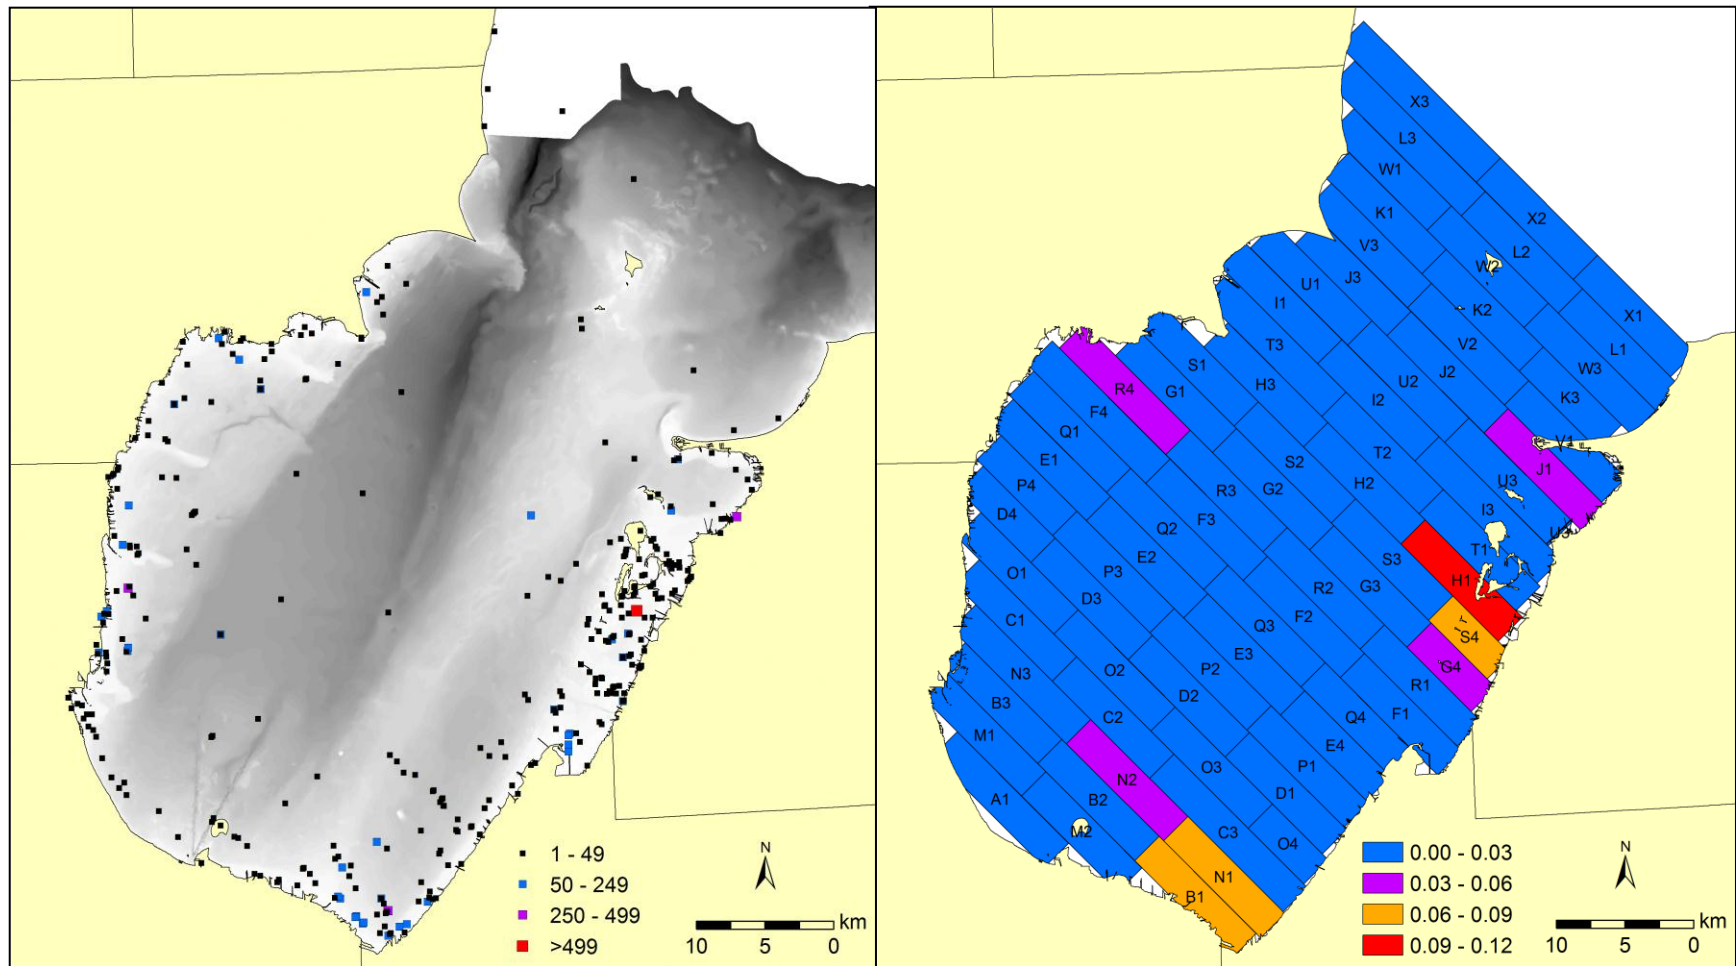 N
1 - 49
50 - 249
250 - 499
>499
km
10 5 0
X3
L3
W1
K1
X2
V3
L2
W2
J3
U1
I1
K2
X1
T3
V2
L1
S1
W3
J2
U2
H3
R4
G1
K3
I2
F4
Q1
V1
T2
E1
S2
J1
U3
H2
P4
R3
G2
I3
D4
F3
Q2
U3
T1
E2
S3
O1
P3
H1
R2
G3
D3
F2
C1
Q3
S4
E3
G4
N3
O2
P2
R1
B3
D2
F1
C2
Q4
M1
E4
O3
P1
N2
D1
A1
B2
M2
C3
O4
N1
B1
N
0.00 - 0.03
0.03 - 0.06
0.06 - 0.09
0.09 - 0.12
km
10 5 0